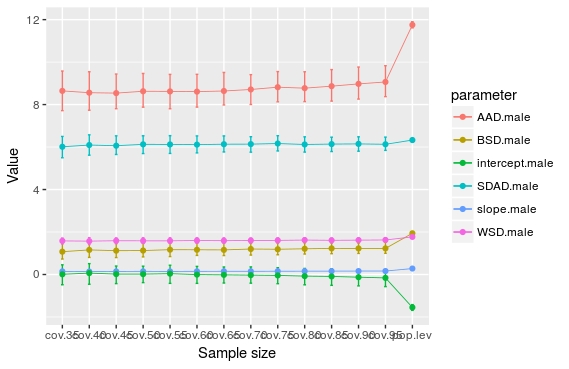 12
8
4
0
Value
cov.35 cov.40 cov.45 cov.50 cov.55 cov.60 cov.65 cov.70 cov.75 cov.80 cov.85 cov.90 cov.95 pop.lev
Sample size
parameter
AAD.male
BSD.male
intercept.male
SDAD.male
slope.male
WSD.male